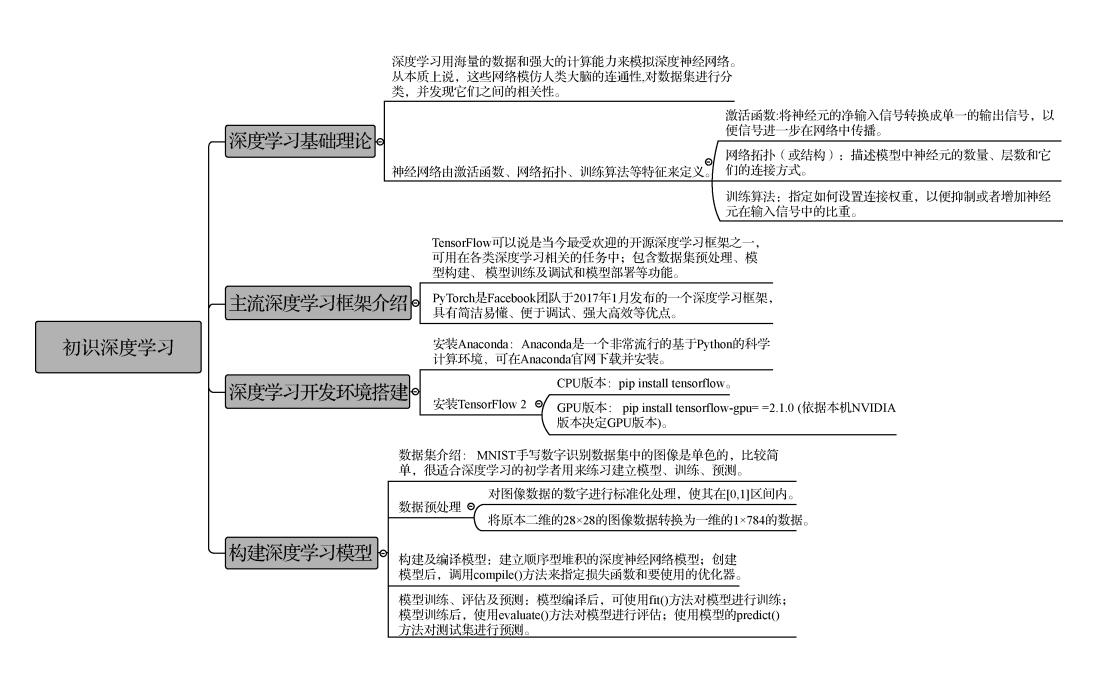 初识深度学习
深度学习基础理论
深度学习用海量的数据和强大的计算能力来模拟深度神经网络。
从本质上说，这些网络模仿人类大脑的连通性,对数据集进行分
类，并发现它们之间的相关性。
神经网络由激活函数、网络拓扑、训练算法等特征来定义。
激活函数:将神经元的净输入信号转换成单一的输出信号，以
便信号进一步在网络中传播。
网络拓扑（或结构）：描述模型中神经元的数量、层数和它
们的连接方式。
训练算法：指定如何设置连接权重，以便抑制或者增加神经
元在输入信号中的比重。
主流深度学习框架介绍
TensorFlow可以说是当今最受欢迎的开源深度学习框架之一，
可用在各类深度学习相关的任务中；包含数据集预处理、模
型构建、 模型训练及调试和模型部署等功能。
PyTorch是Facebook团队于2017年1月发布的一个深度学习框架，
具有简洁易懂、便于调试、强大高效等优点。
深度学习开发环境搭建
安装Anaconda：Anaconda是一个非常流行的基于Python的科学
计算环境，可在Anaconda官网下载并安装。
安装TensorFlow 2
CPU版本：pip install tensorflow。
GPU版本： pip install tensorflow-gpu= =2.1.0 (依据本机NVIDIA
版本决定GPU版本)。
构建深度学习模型
数据集介绍： MNIST手写数字识别数据集中的图像是单色的，比较简
单，很适合深度学习的初学者用来练习建立模型、训练、预测。
数据预处理
对图像数据的数字进行标准化处理，使其在[0,1]区间内。
将原本二维的28×28的图像数据转换为一维的1×784的数据。
构建及编译模型：建立顺序型堆积的深度神经网络模型；创建
模型后，调用compile()方法来指定损失函数和要使用的优化器。
模型训练、评估及预测：模型编译后，可使用fit()方法对模型进行训练；
模型训练后，使用evaluate()方法对模型进行评估；使用模型的predict()
方法对测试集进行预测。